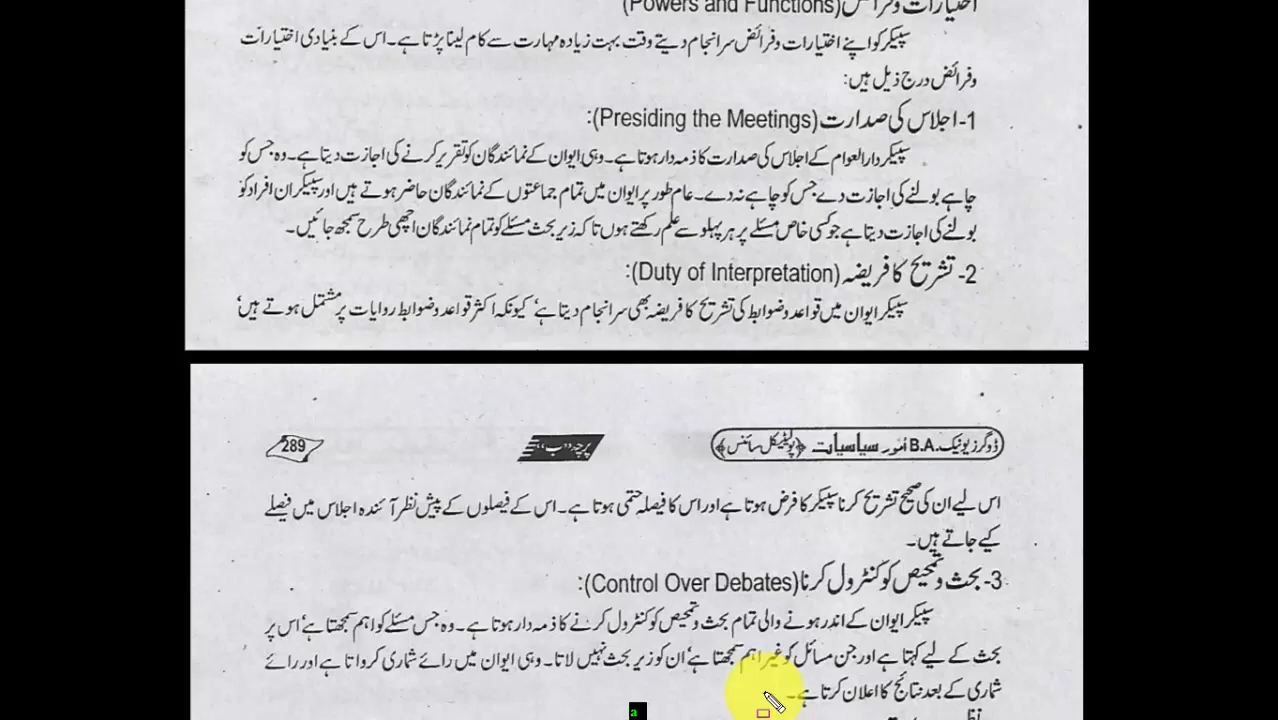 اختیارات و فرائض (Powers and Functions)
سپیکر کو اپنے اختیارات و فرائض سرانجام دیتے وقت بہت زیادہ مہارت سے کام لینا پڑتا ہے۔ اس کے بنیادی اختیارات
و فرائض درج ذیل ہیں:
1- اجلاس کی صدارت (Presiding the Meetings):
سپیکر دارالعوام کے اجلاس کی صدارت کا ذمہ دار ہوتا ہے۔ وہی ایوان کے نمائندگان کو تقریر کرنے کی اجازت دیتا ہے۔ وہ جس کو
چاہے بولنے کی اجازت دے جس کو چاہے نہ دے۔ عام طور پر ایوان میں تمام جماعتوں کے نمائندگان حاضر ہوتے ہیں اور سپیکر ان افراد کو
بولنے کی اجازت دیتا ہے جو کسی خاص مسئلے پر ہر پہلو سے علم رکھتے ہوں تا کہ زیر بحث مسئلے کو تمام نمائندگان اچھی طرح سمجھ جائیں۔
2- تشریح کا فریضہ (Duty of Interpretation):
سپیکر ایوان میں قواعد و ضوابط کی تشریح کا فریضہ بھی سرانجام دیتا ہے‘ کیونکہ اکثر قواعد و ضوابط روایات پر مشتمل ہوتے ہیں‘
ڈوگرز یونیک B.A. اُمور سیاسیات ﴿پولیٹیکل سائنس﴾
پرچہ ’’ب‘‘
289
اس لیے ان کی صحیح تشریح کرنا سپیکر کا فرض ہوتا ہے اور اس کا فیصلہ حتمی ہوتا ہے۔ اس کے فیصلوں کے پیش نظر آئندہ اجلاس میں فیصلے
کیے جاتے ہیں۔
3- بحث و تمحیص کو کنٹرول کرنا (Control Over Debates):
سپیکر ایوان کے اندر ہونے والی تمام بحث و تمحیص کو کنٹرول کرنے کا ذمہ دار ہوتا ہے۔ وہ جس مسئلے کو اہم سمجھتا ہے‘ اس پر
بحث کے لیے کہتا ہے اور جن مسائل کو غیر اہم سمجھتا ہے‘ ان کو زیر بحث نہیں لاتا۔ وہی ایوان میں رائے شماری کرواتا ہے اور رائے
شماری کے بعد نتائج کا اعلان کرتا ہے۔
a